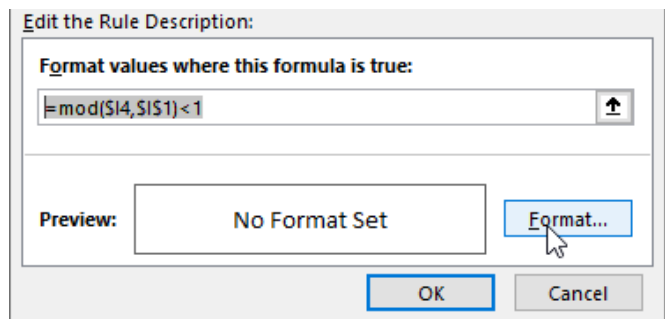 Edit the Rule Description:
Format values where this formula is true:
=mod($I4,$I$1)<1
Preview:
No Format Set
Format...
OK
Cancel